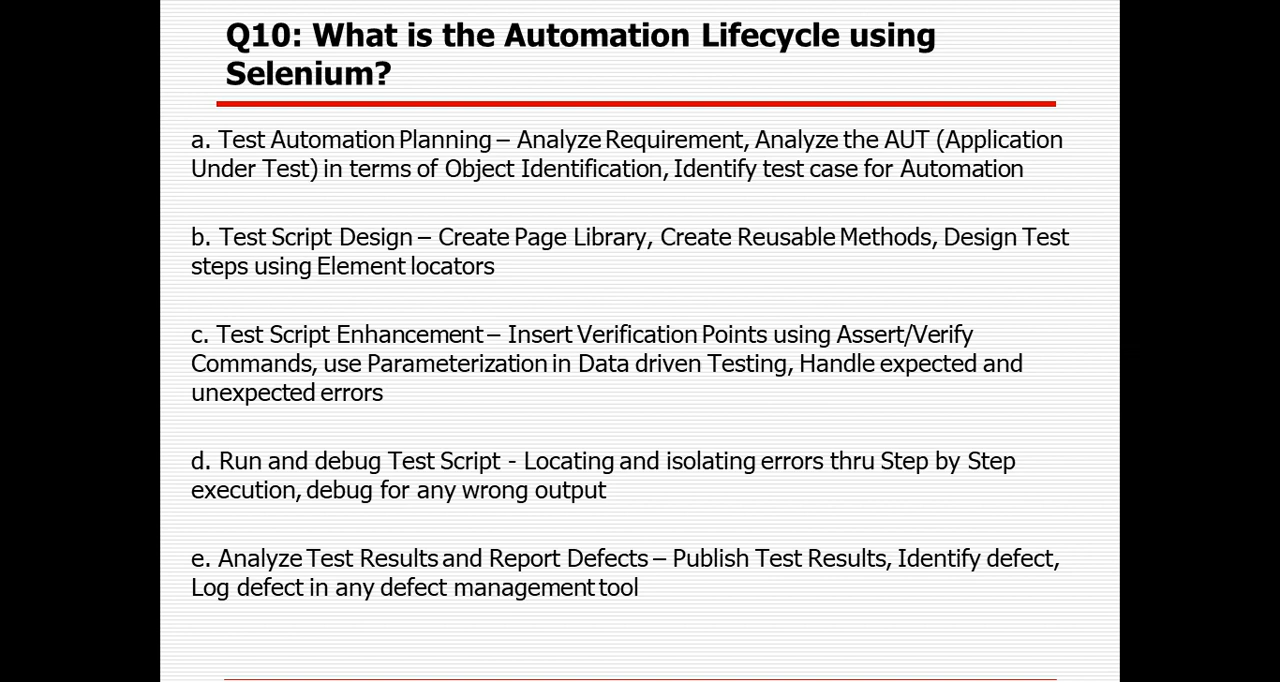 Q10: What is the Automation Lifecycle using
Selenium?
a. Test Automation Planning – Analyze Requirement, Analyze the AUT (Application
Under Test) in terms of Object Identification, Identify test case for Automation
b. Test Script Design – Create Page Library, Create Reusable Methods, Design Test
steps using Element locators
c. Test Script Enhancement – Insert Verification Points using Assert/Verify
Commands, use Parameterization in Data driven Testing, Handle expected and
unexpected errors
d. Run and debug Test Script - Locating and isolating errors thru Step by Step
execution, debug for any wrong output
e. Analyze Test Results and Report Defects – Publish Test Results, Identify defect,
Log defect in any defect management tool